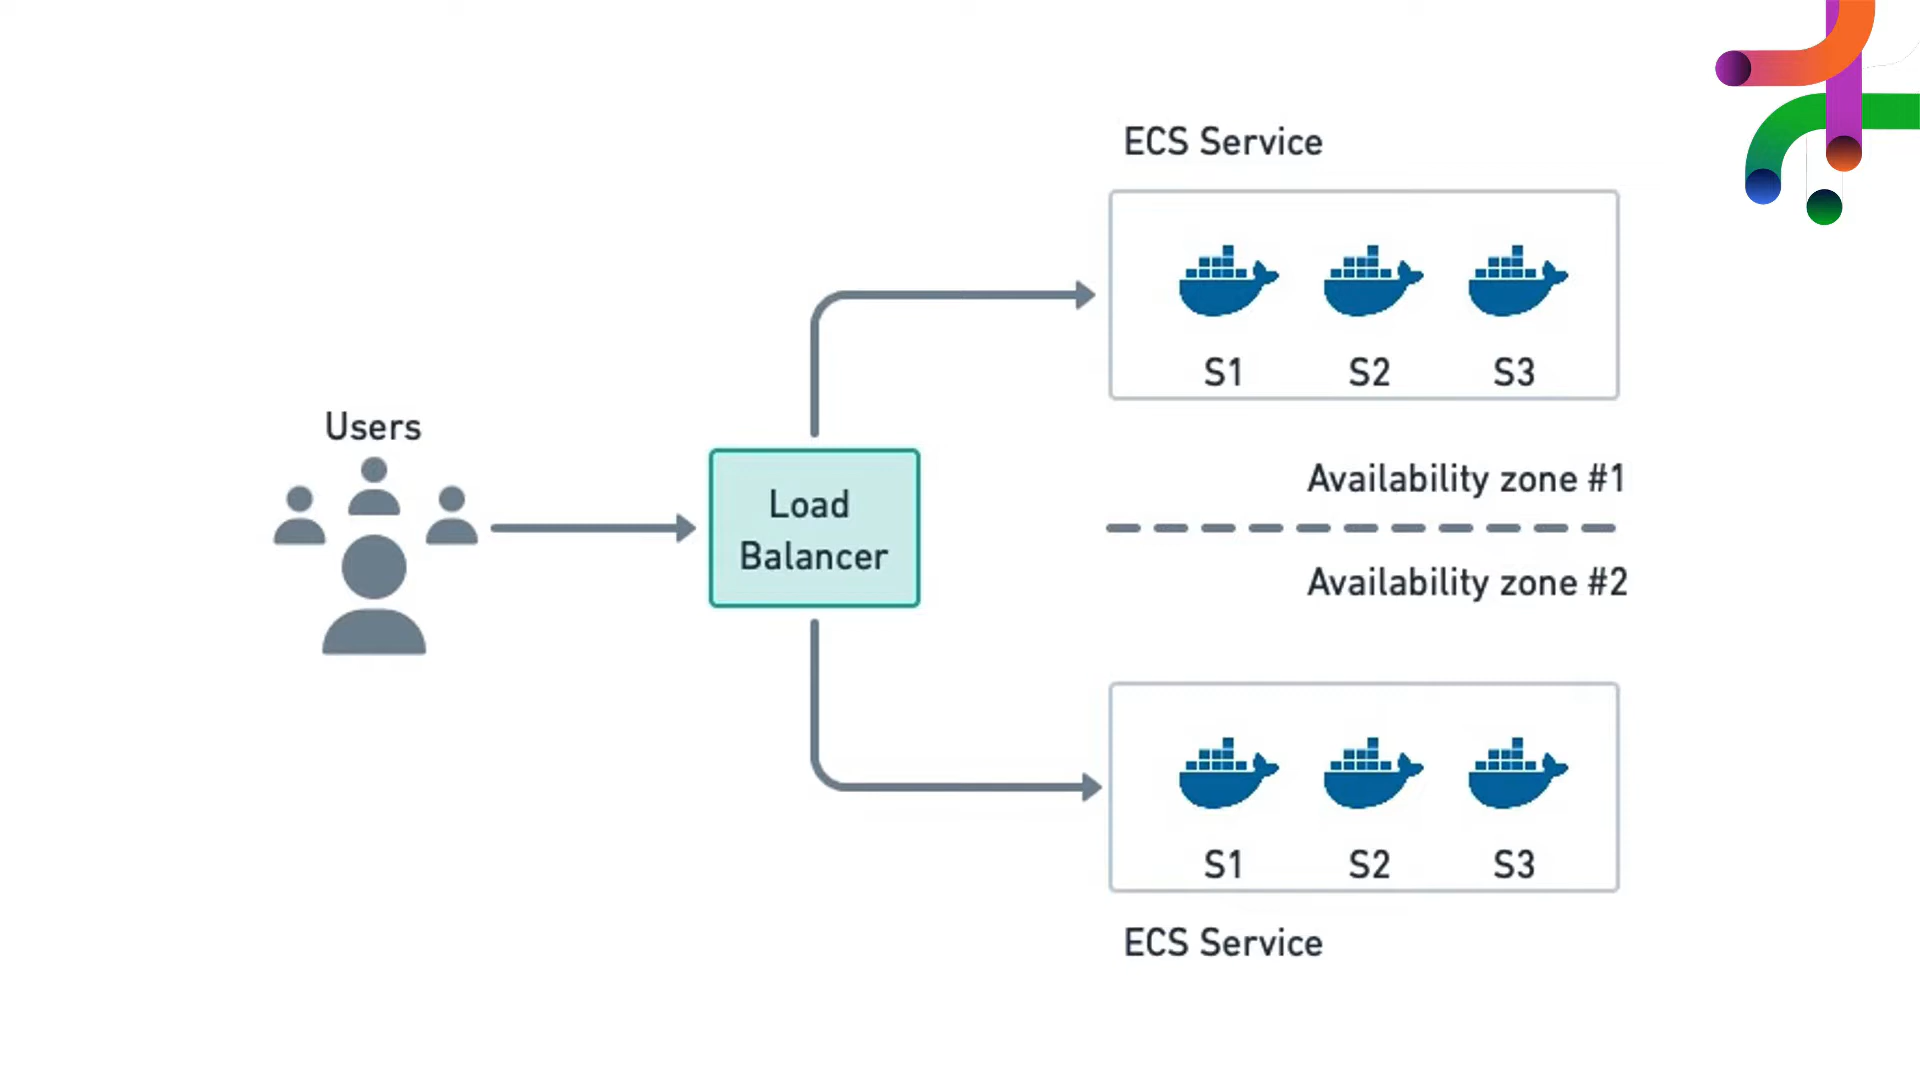 ECS Service
S1 S2 S3
Users
Load
Balancer
Availability zone #1
Availability zone #2
S1 S2 S3
ECS Service